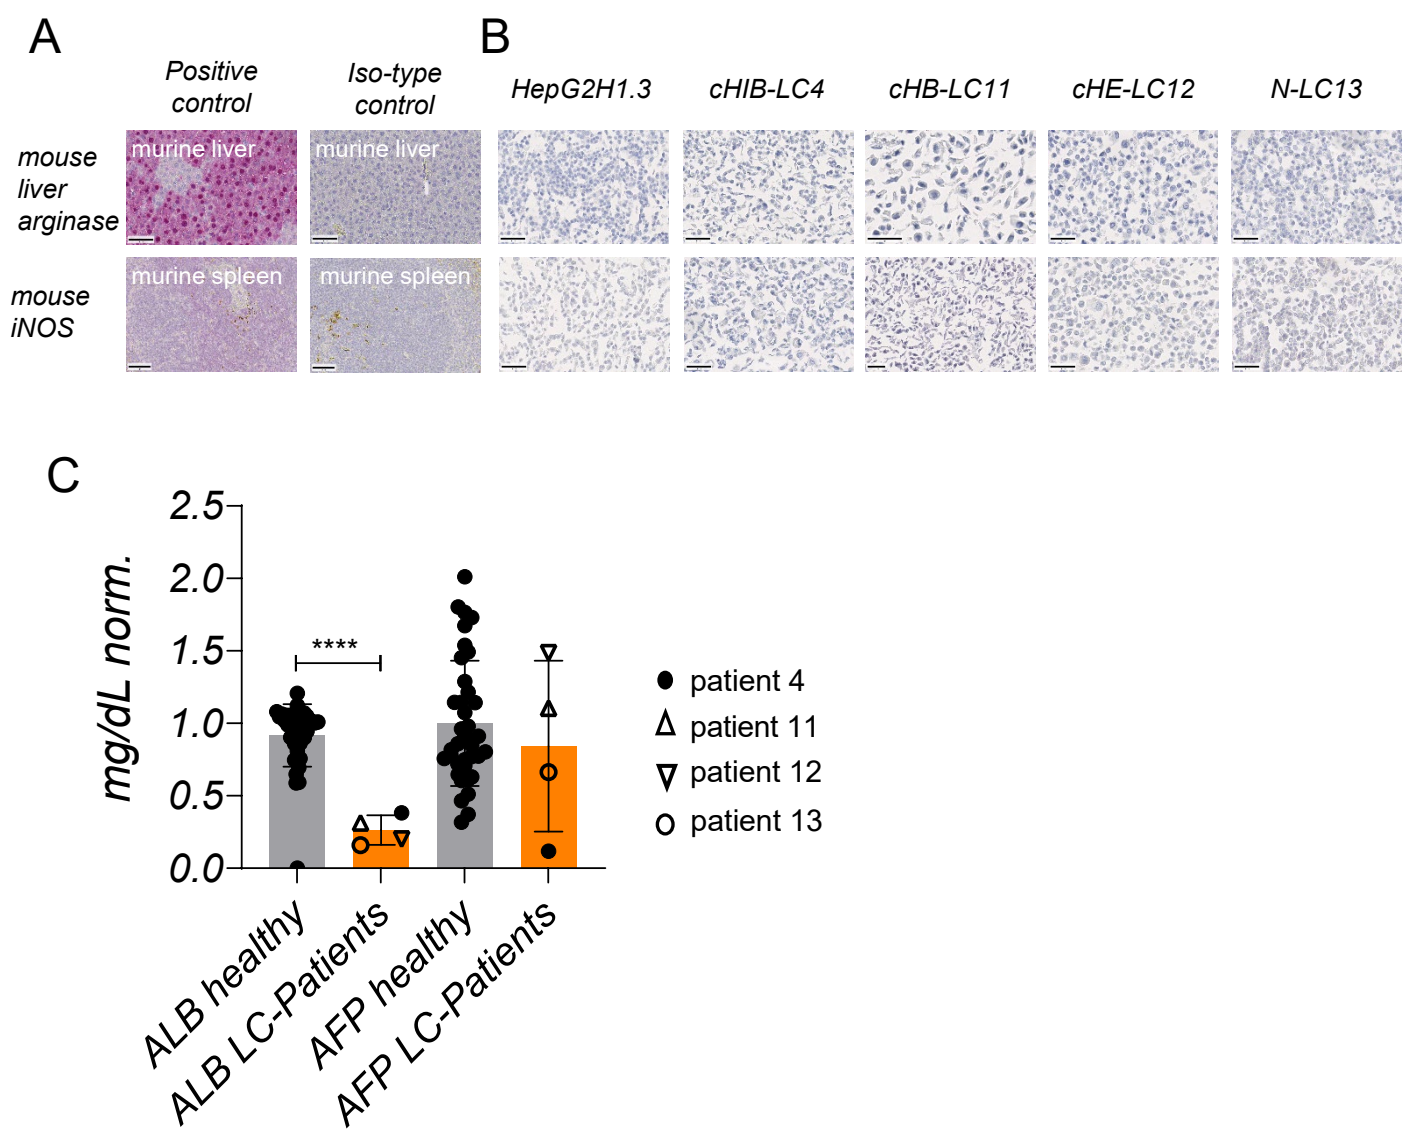 A
B
Positive
control
Iso-type
control
HepG2H1.3
cHIB-LC4
cHB-LC11
cHE-LC12
N-LC13
mouse
liver
arginase
murine liver
murine liver
mouse
iNOS
murine spleen
murine spleen
C
mg/dL norm.
2.5
2.0
1.5
1.0
0.5
0.0
****
patient 4
patient 11
patient 12
patient 13
ALB healthy
ALB LC-Patients
AFP healthy
AFP LC-Patients